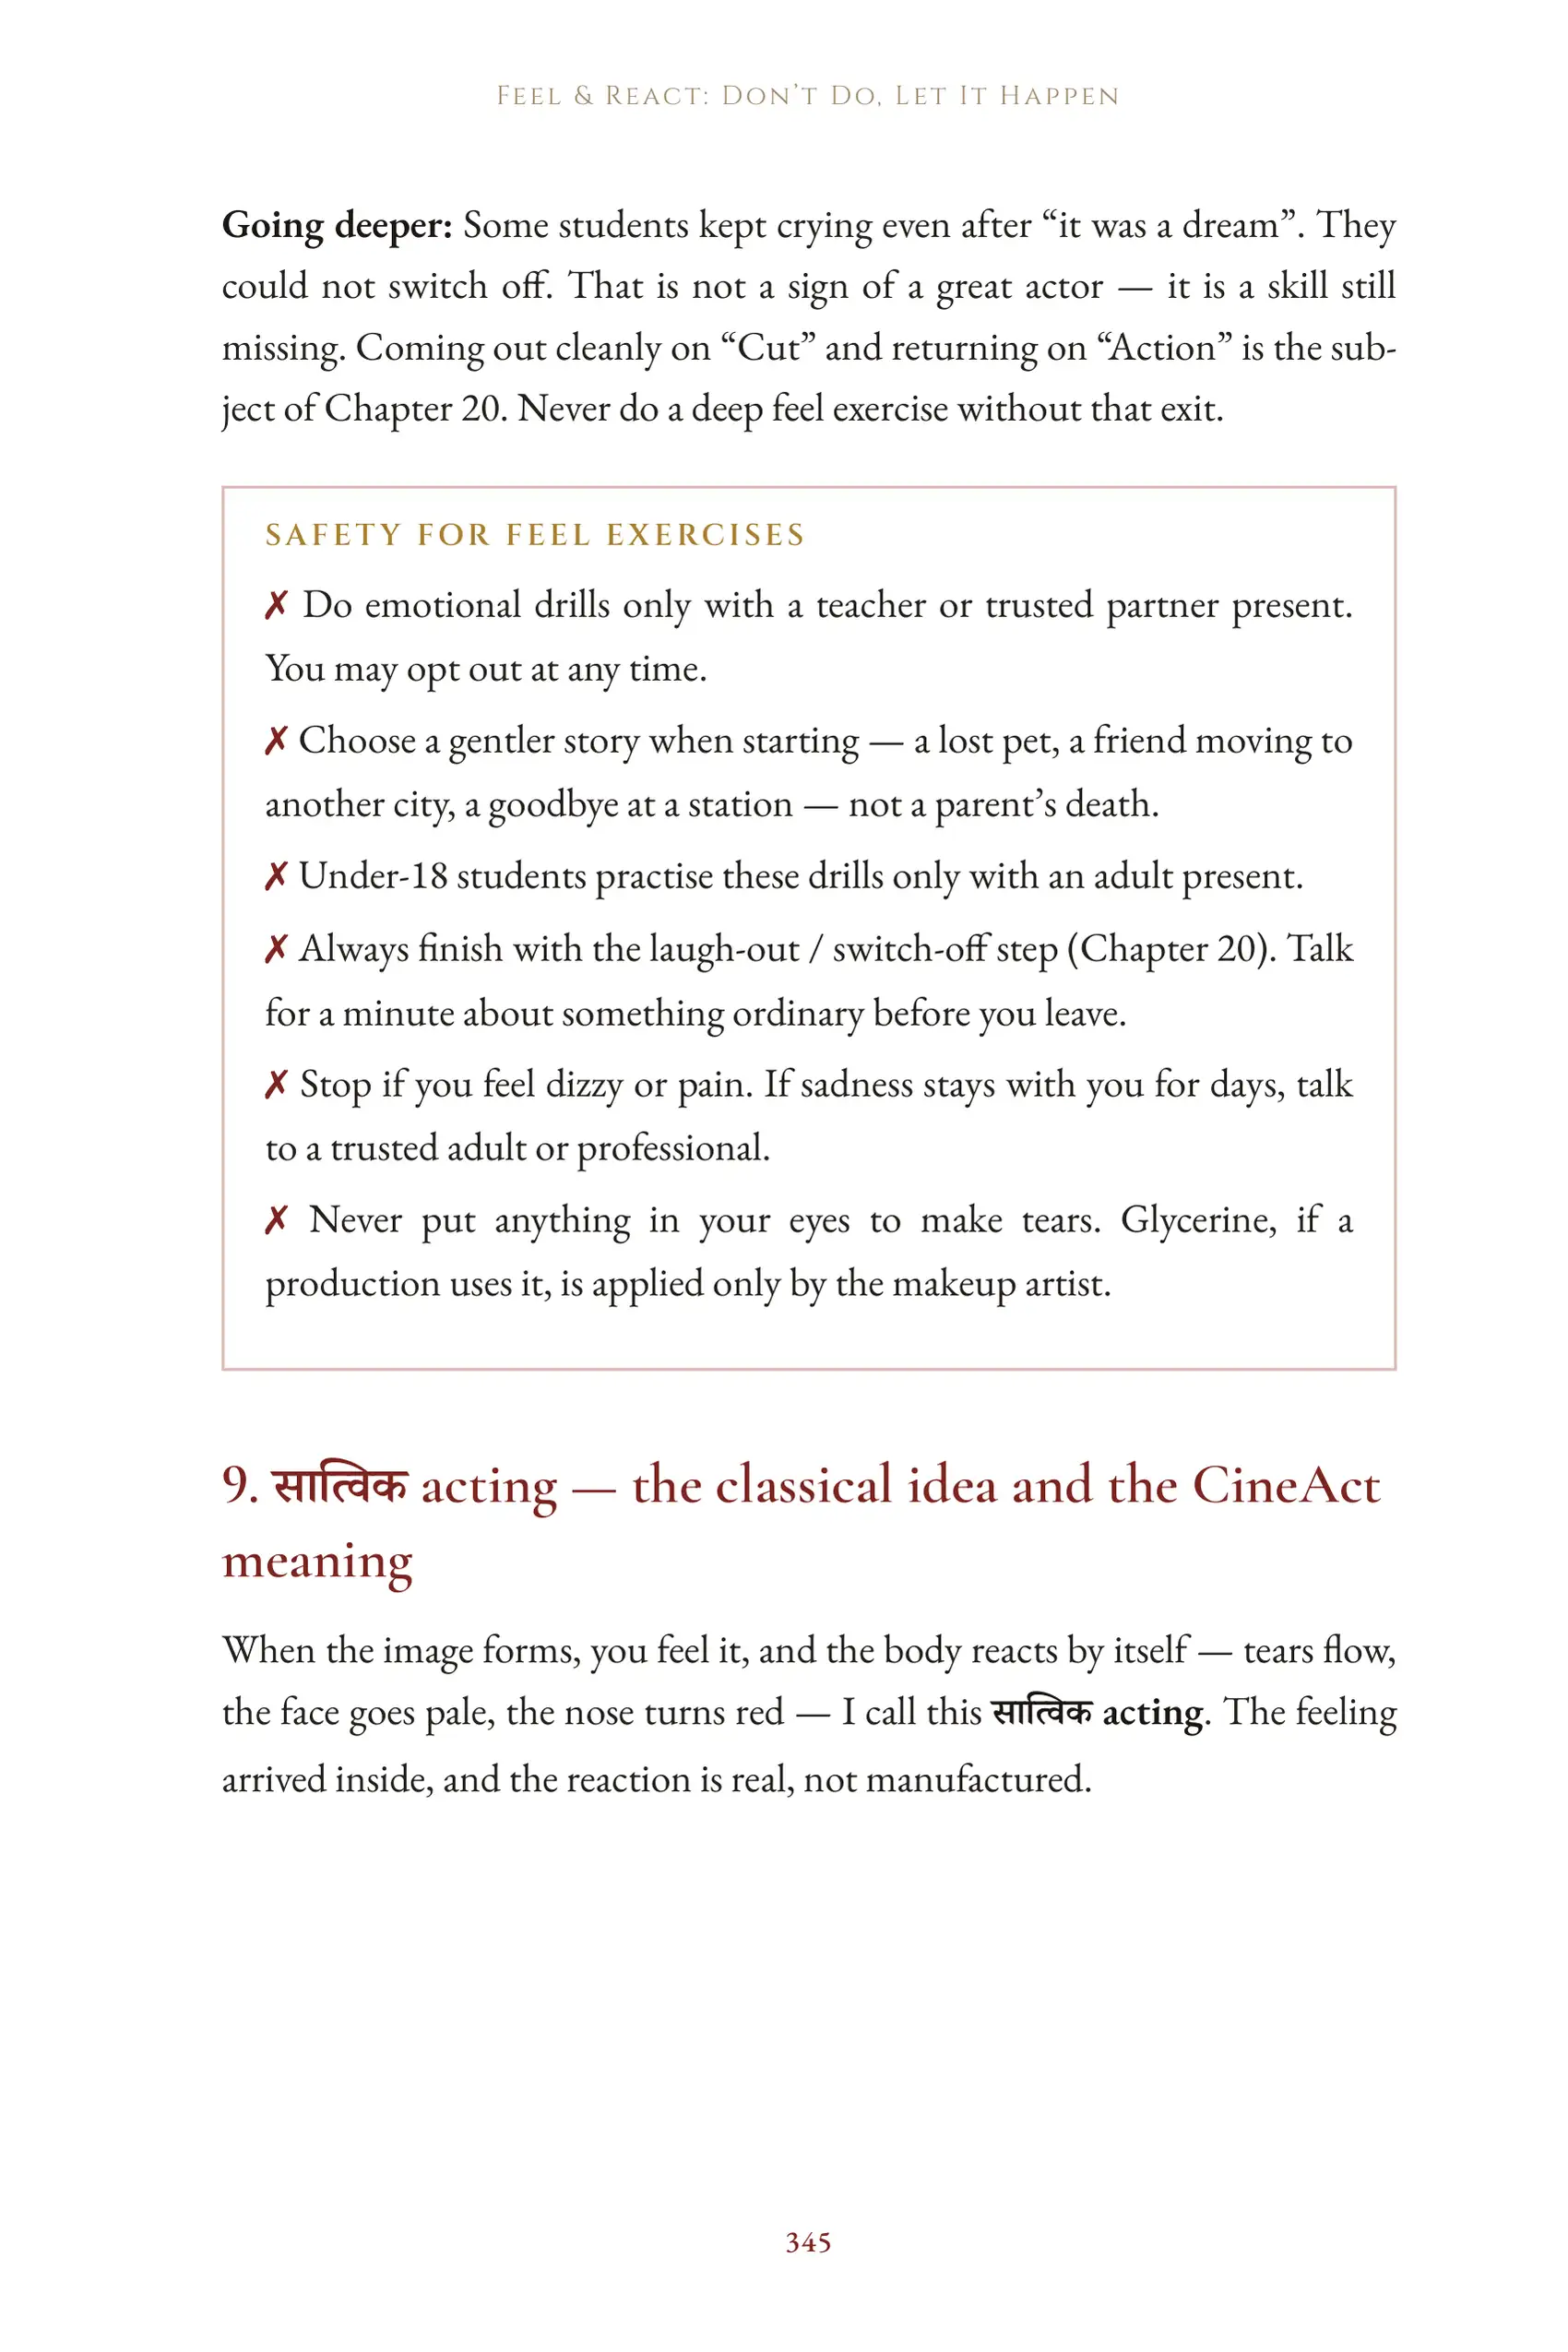 Feel & React: Don’t Do, Let It Happen
Going deeper: Some students kept crying even after “it was a dream”. They
could not switch off. That is not a sign of a great actor — it is a skill still
missing. Coming out cleanly on “Cut” and returning on “Action” is the sub-
ject of Chapter 20. Never do a deep feel exercise without that exit.
SAFETY FOR FEEL EXERCISES
✗ Do emotional drills only with a teacher or trusted partner present.
You may opt out at any time.
✗ Choose a gentler story when starting — a lost pet, a friend moving to
another city, a goodbye at a station — not a parent’s death.
✗ Under-18 students practise these drills only with an adult present.
✗ Always finish with the laugh-out / switch-off step (Chapter 20). Talk
for a minute about something ordinary before you leave.
✗ Stop if you feel dizzy or pain. If sadness stays with you for days, talk
to a trusted adult or professional.
✗ Never put anything in your eyes to make tears. Glycerine, if a
production uses it, is applied only by the makeup artist.
9. सात्विक acting — the classical idea and the CineAct
meaning
When the image forms, you feel it, and the body reacts by itself — tears flow,
the face goes pale, the nose turns red — I call this सात्विक acting. The feeling
arrived inside, and the reaction is real, not manufactured.
345